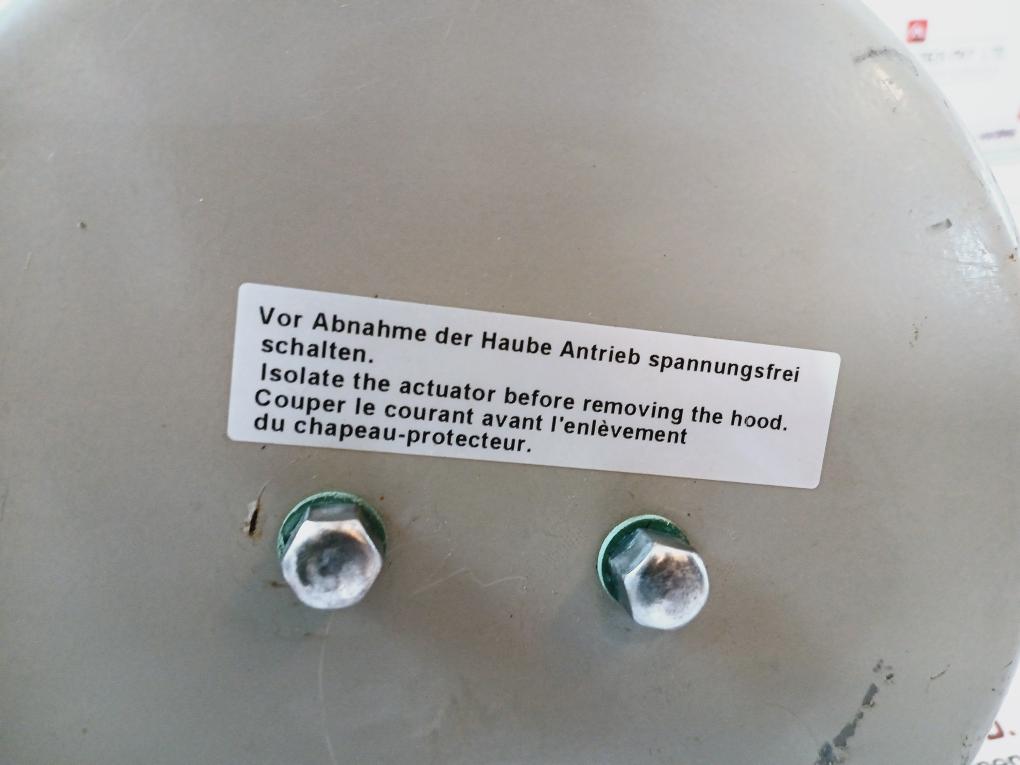 Vor Abnahme der Haube Antrieb spannungsfrei
schalten.
Isolate the actuator before removing the hood.
Couper le courant avant l'enlèvement
du chapeau-protecteur.